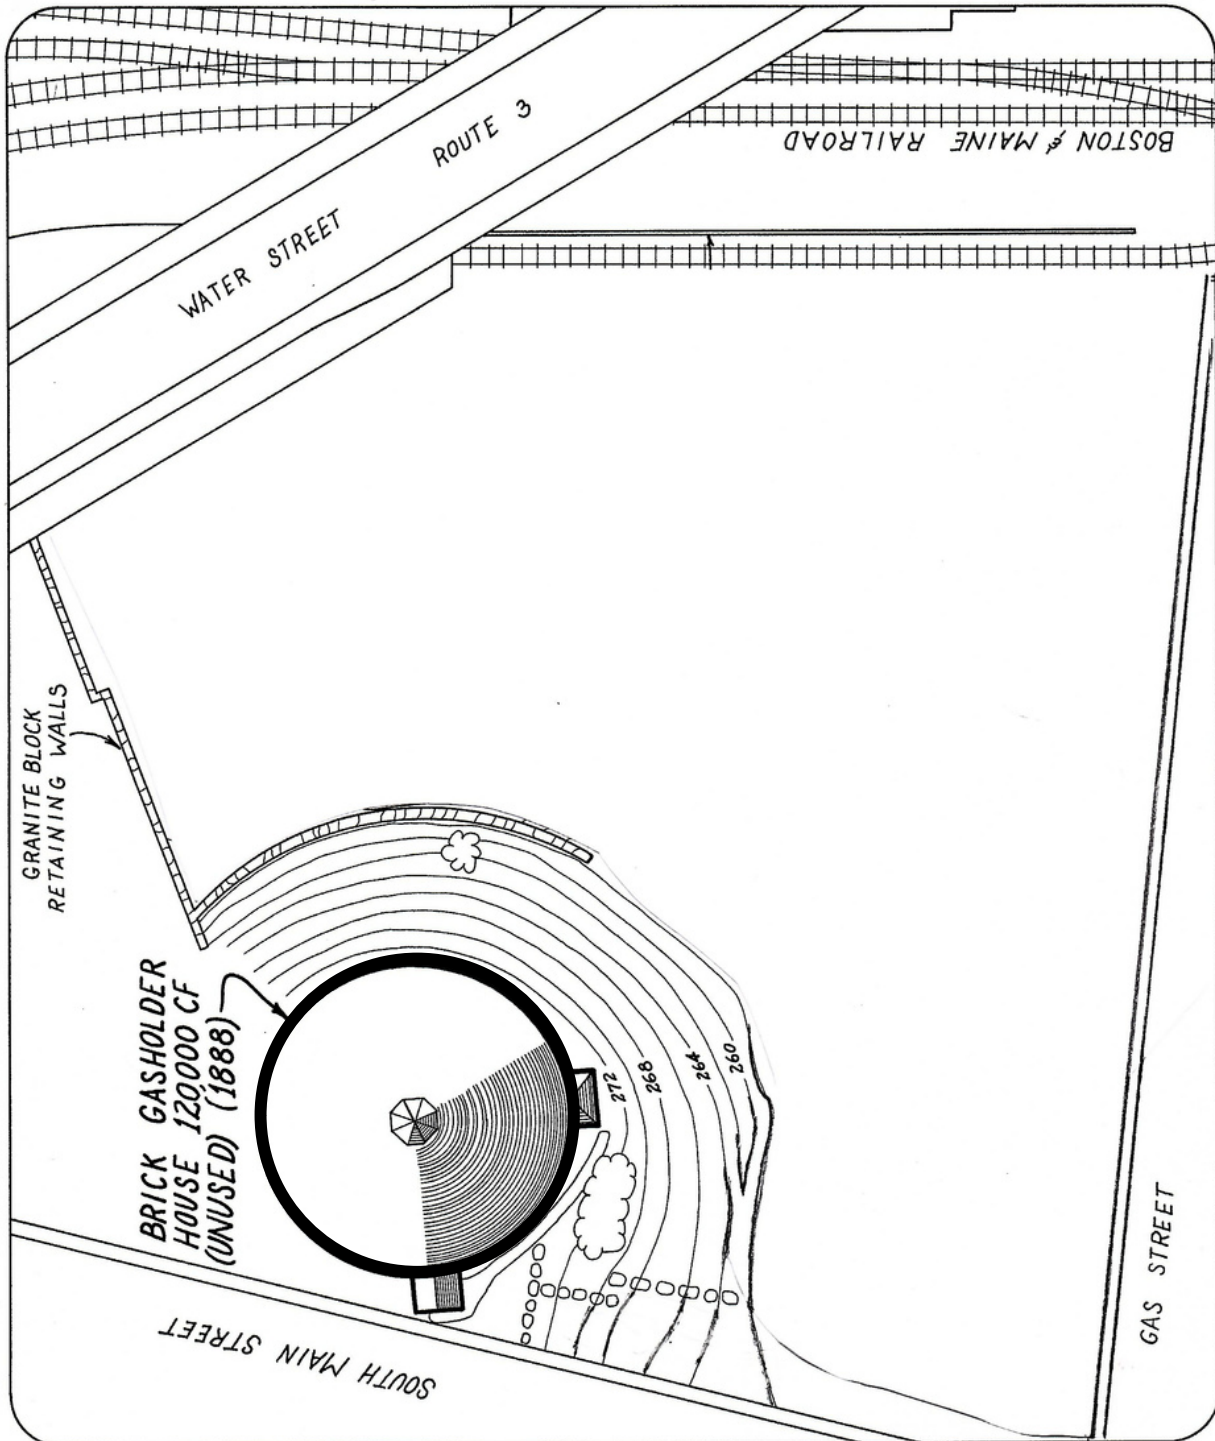 ROUTE 3
WATER STREET
BOSTON & MAINE RAILROAD
GRANITE BLOCK
RETAINING WALLS
BRICK GASHOLDER
HOUSE 120,000 CF
(UNUSED) (1888)
272
268
264
260
SOUTH MAIN STREET
GAS STREET